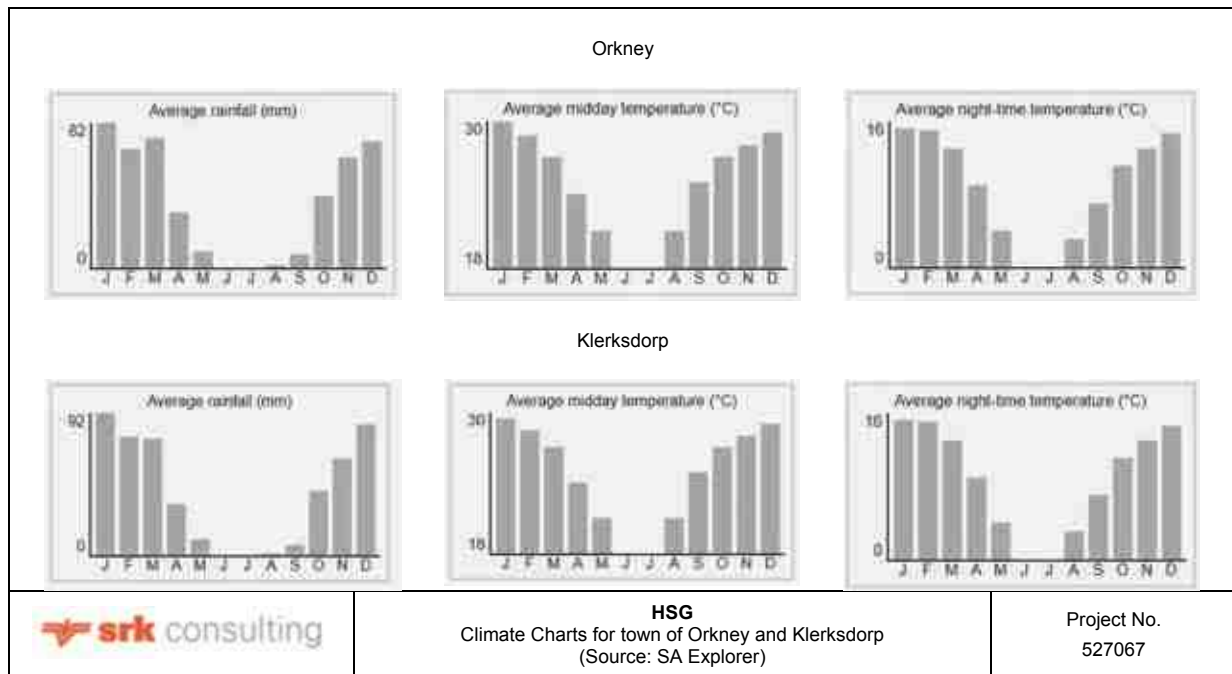 Orkney
Average rainfall (mm)
82
0
J F M A M J J A S O N D
Average midday temperature (°C)
30
18
J F M A M J J A S O N D
Average night-time temperature (°C)
16
0
J F M A M J J A S O N D
Klerksdorp
Average rainfall (mm)
92
0
J F M A M J J A S O N D
Average midday temperature (°C)
30
18
J F M A M J J A S O N D
Average night-time temperature (°C)
16
0
J F M A M J J A S O N D
srk consulting
HSG
Climate Charts for town of Orkney and Klerksdorp
(Source: SA Explorer)
Project No.
527067